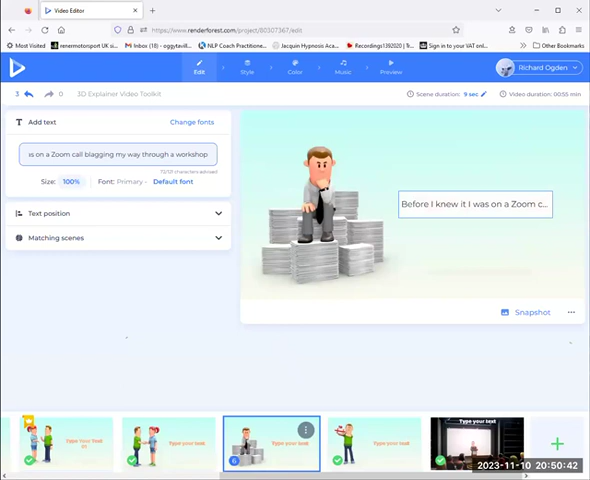 Video Editor
https://www.renderforest.com/project/80307367/edit
Most Visited
renermotorsport UK si...
Inbox (18) - oggytavill...
NLP Coach Practitione...
Jacquin Hypnosis Aca...
Recordings1392020 | T...
Sign in to your VAT onl...
Other Bookmarks
Edit
Style
Color
Music
Preview
Richard Ogden
3
0
3D Explainer Video Toolkit
Scene duration: 9 sec
Video duration: 00:55 min
Add text
Change fonts
is on a Zoom call blagging my way through a workshop
Size: 100%
Font: Primary -
Default font
Before I knew it I was on a Zoom c...
Text position
Matching scenes
Snapshot
Type your text
Type your text
6
Type your text
Type your text
2023-11-10 20:50:42